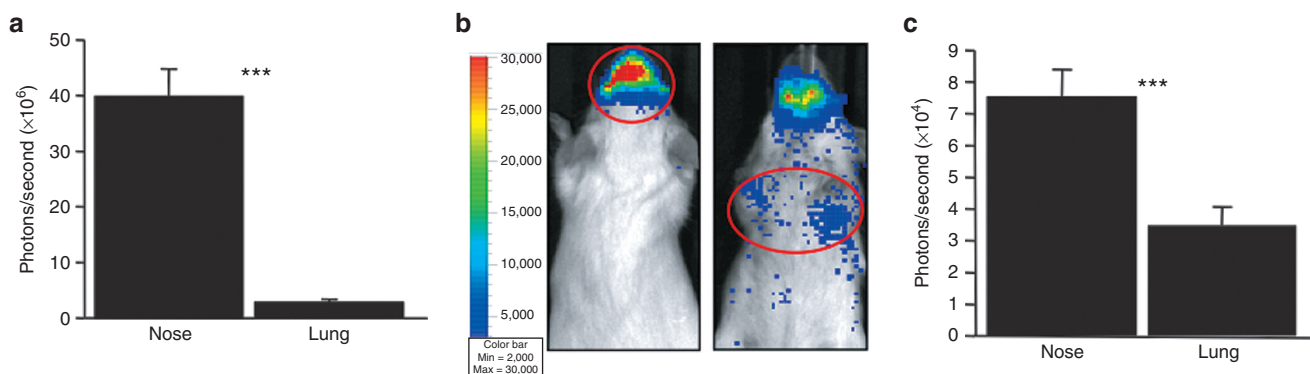 a
Photons/second (×10⁶)
50
40
30
20
10
0
***
Nose
Lung
b
30,000
25,000
20,000
15,000
10,000
5,000
Color bar
Min = 2,000
Max = 30,000
c
Photons/second (×10⁴)
9
8
7
6
5
4
3
2
1
0
***
Nose
Lung